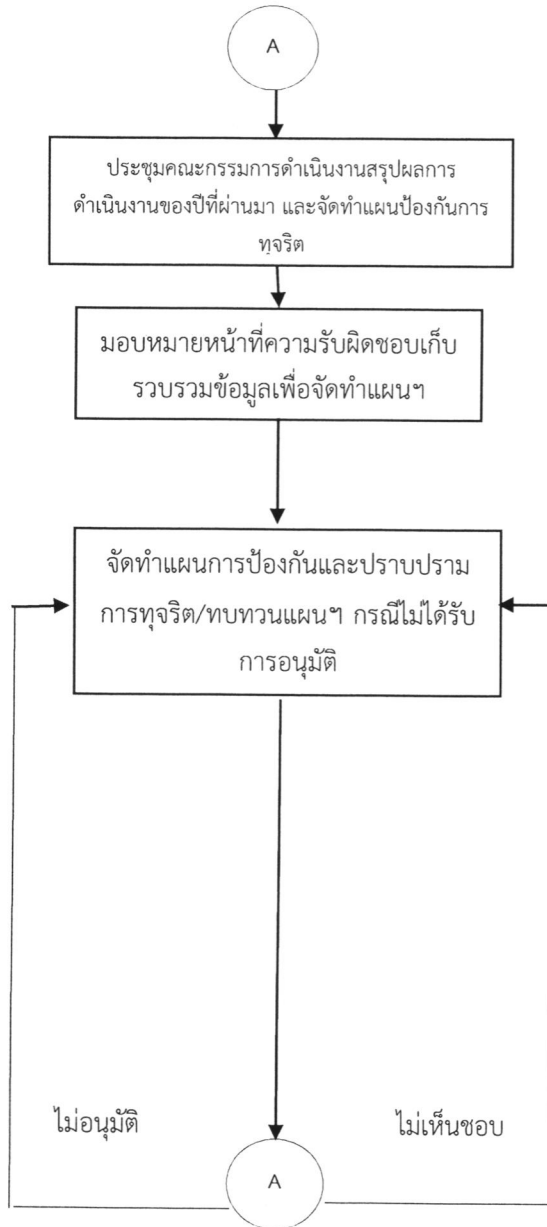 A
ประชุมคณะกรรมการดำเนินงานสรุปผลการ
ดำเนินงานของปีที่ผ่านมา และจัดทำแผนป้องกันการ
ทุจริต
มอบหมายหน้าที่ความรับผิดชอบเก็บ
รวบรวมข้อมูลเพื่อจัดทำแผนฯ
จัดทำแผนการป้องกันและปราบปราม
การทุจริต/ทบทวนแผนฯ กรณีไม่ได้รับ
การอนุมัติ
ไม่อนุมัติ
ไม่เห็นชอบ
A